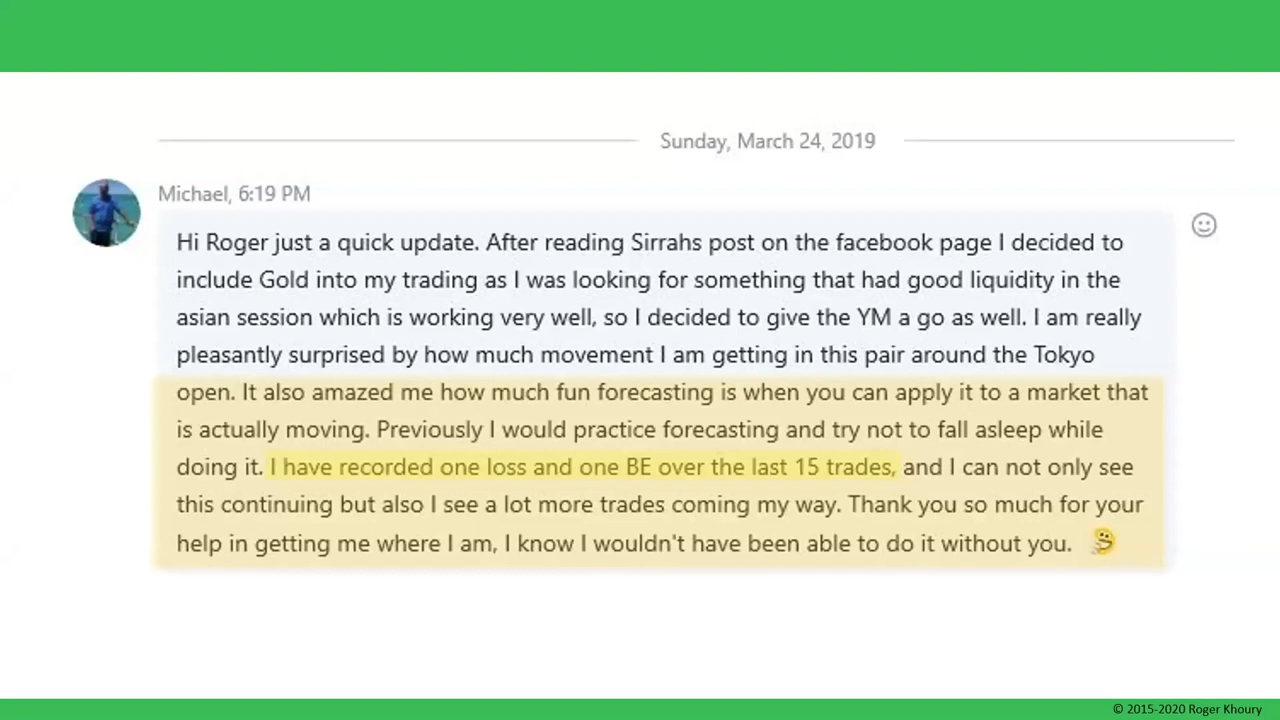 Sunday, March 24, 2019
Michael, 6:19 PM
Hi Roger just a quick update. After reading Sirrahs post on the facebook page I decided to
include Gold into my trading as I was looking for something that had good liquidity in the
asian session which is working very well, so I decided to give the YM a go as well. I am really
pleasantly surprised by how much movement I am getting in this pair around the Tokyo
open. It also amazed me how much fun forecasting is when you can apply it to a market that
is actually moving. Previously I would practice forecasting and try not to fall asleep while
doing it. I have recorded one loss and one BE over the last 15 trades, and I can not only see
this continuing but also I see a lot more trades coming my way. Thank you so much for your
help in getting me where I am, I know I wouldn't have been able to do it without you.
© 2015-2020 Roger Khoury